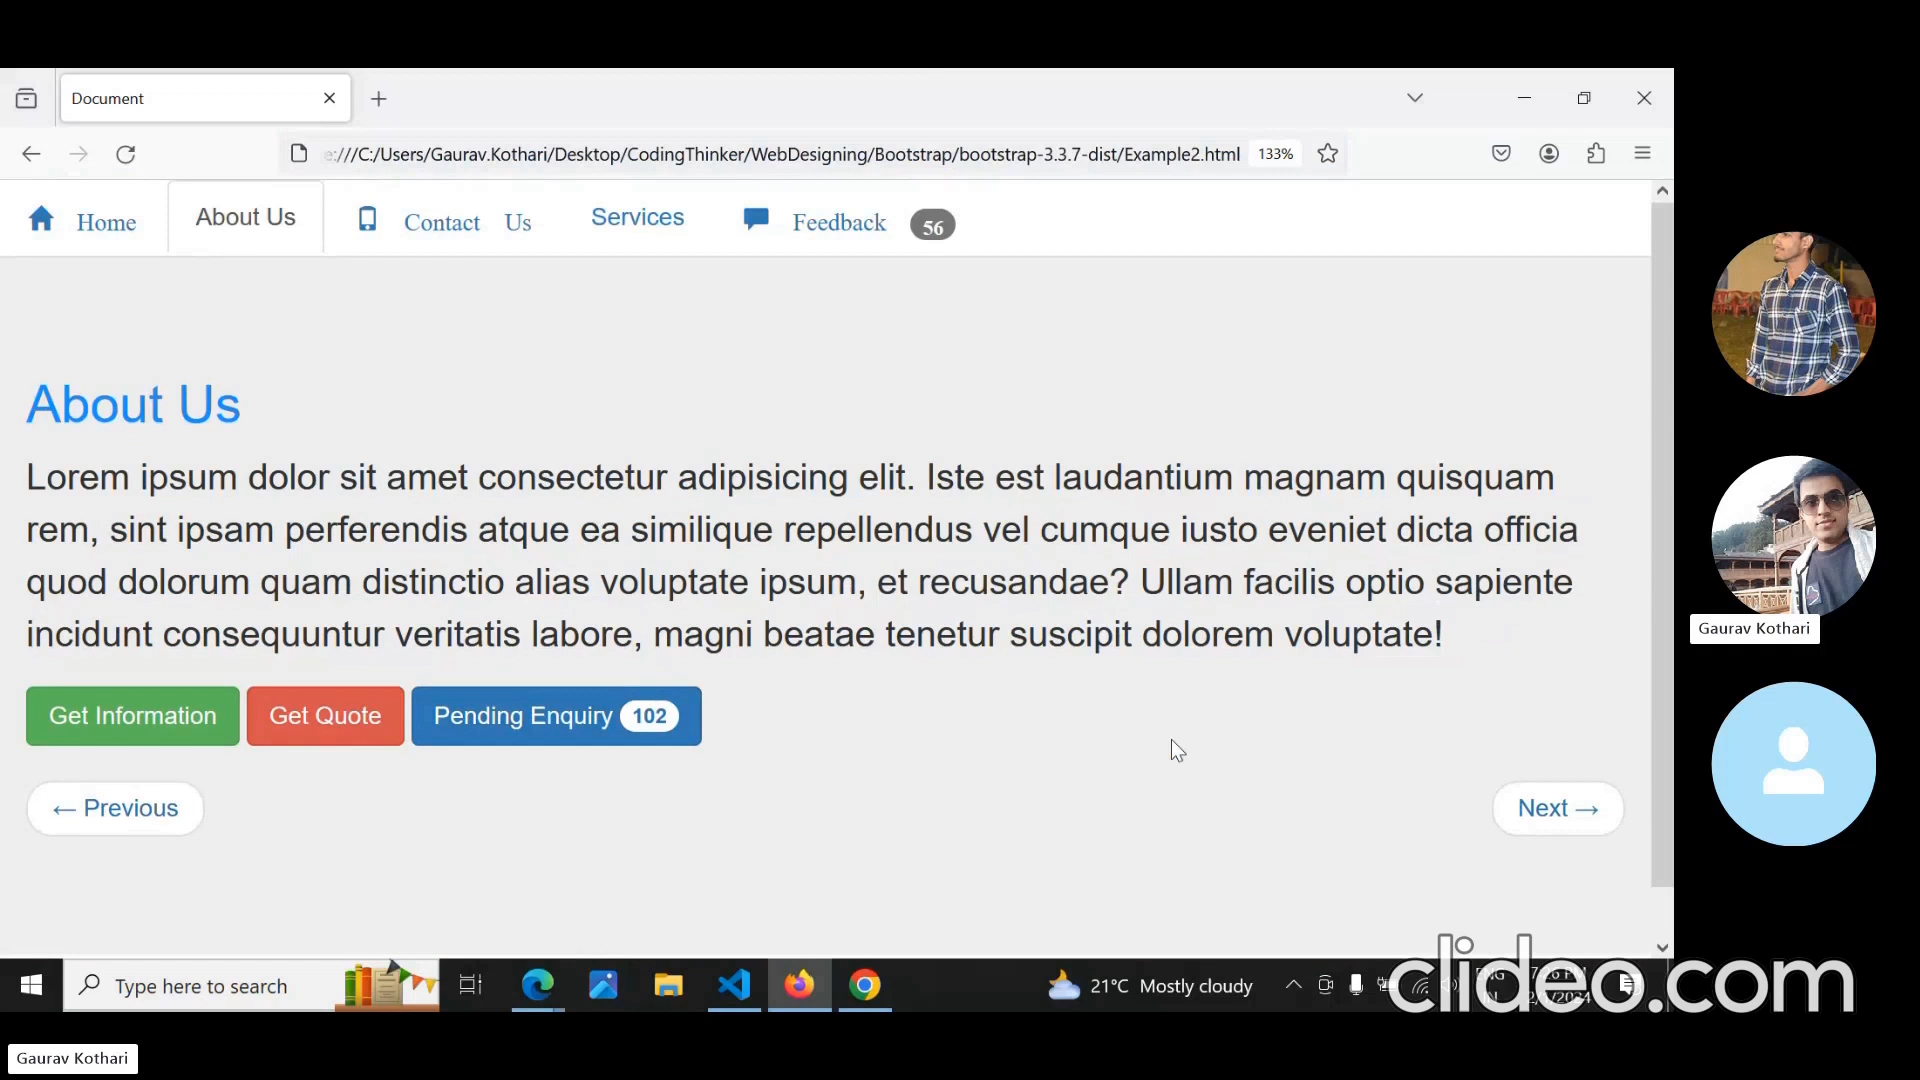 Document
e:///C:/Users/Gaurav.Kothari/Desktop/CodingThinker/WebDesigning/Bootstrap/bootstrap-3.3.7-dist/Example2.html
133%
Home
About Us
Contact Us
Services
Feedback 56
About Us
Lorem ipsum dolor sit amet consectetur adipisicing elit. Iste est laudantium magnam quisquam
rem, sint ipsam perferendis atque ea similique repellendus vel cumque iusto eveniet dicta officia
quod dolorum quam distinctio alias voluptate ipsum, et recusandae? Ullam facilis optio sapiente
incidunt consequuntur veritatis labore, magni beatae tenetur suscipit dolorem voluptate!
Get Information
Get Quote
Pending Enquiry 102
← Previous
Next →
Gaurav Kothari
Type here to search
21°C Mostly cloudy
ENG
clideo.com
Gaurav Kothari